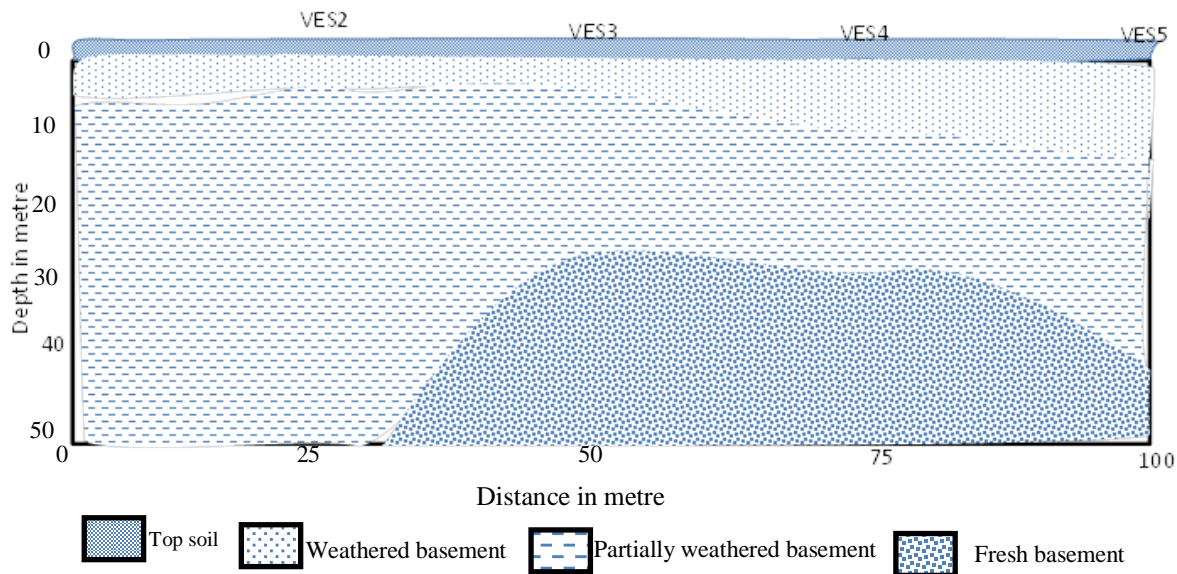 VES2
VES3
VES4
VES5
0
10
20
30
40
50
Depth in metre
0
25
50
75
100
Distance in metre
Top soil
Weathered basement
Partially weathered basement
Fresh basement